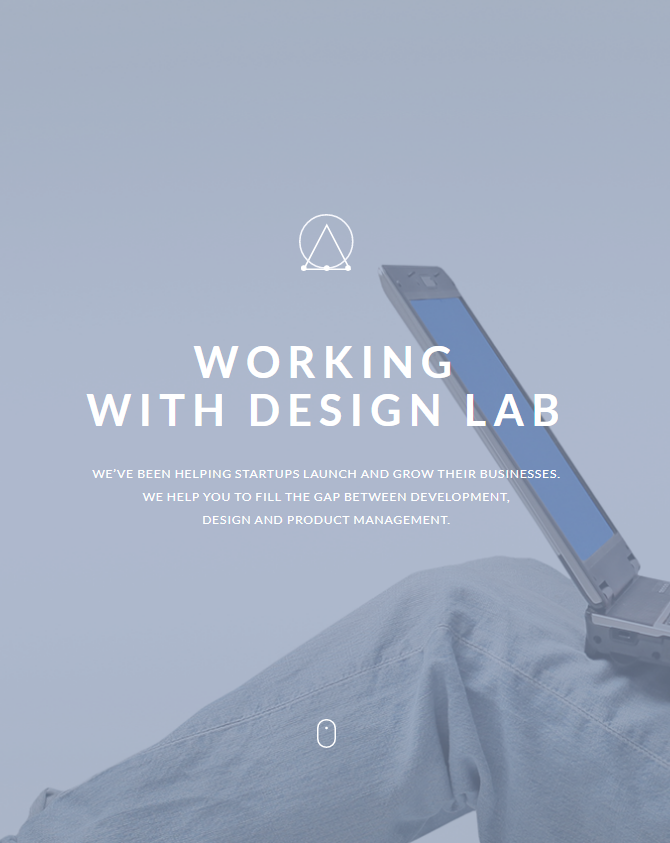 WORKING
WITH DESIGN LAB
WE'VE BEEN HELPING STARTUPS LAUNCH AND GROW THEIR BUSINESSES.
WE HELP YOU TO FILL THE GAP BETWEEN DEVELOPMENT,
DESIGN AND PRODUCT MANAGEMENT.